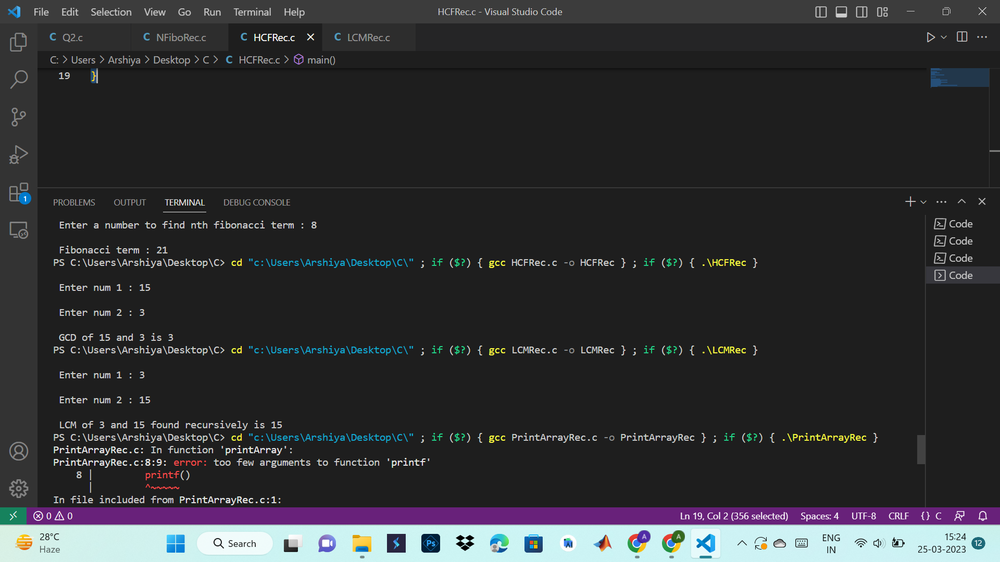 File Edit Selection View Go Run Terminal Help HCFRec.c - Visual Studio Code
C Q2.c C NFiboRec.c C HCFRec.c C LCMRec.c
C: > Users > Arshiya > Desktop > C > C HCFRec.c > main()
19 }
PROBLEMS OUTPUT TERMINAL DEBUG CONSOLE
Enter a number to find nth fibonacci term : 8
Fibonacci term : 21
PS C:\Users\Arshiya\Desktop\C> cd "c:\Users\Arshiya\Desktop\C\" ; if ($?) { gcc HCFRec.c -o HCFRec } ; if ($?) { .\HCFRec }
Enter num 1 : 15
Enter num 2 : 3
GCD of 15 and 3 is 3
PS C:\Users\Arshiya\Desktop\C> cd "c:\Users\Arshiya\Desktop\C\" ; if ($?) { gcc LCMRec.c -o LCMRec } ; if ($?) { .\LCMRec }
Enter num 1 : 3
Enter num 2 : 15
LCM of 3 and 15 found recursively is 15
PS C:\Users\Arshiya\Desktop\C> cd "c:\Users\Arshiya\Desktop\C\" ; if ($?) { gcc PrintArrayRec.c -o PrintArrayRec } ; if ($?) { .\PrintArrayRec }
PrintArrayRec.c: In function 'printArray':
PrintArrayRec.c:8:9: error: too few arguments to function 'printf'
8 | printf()
| ^~~~~~
In file included from PrintArrayRec.c:1:
Code
Code
Code
Code
1
0 0 Ln 19, Col 2 (356 selected) Spaces: 4 UTF-8 CRLF {} C
28°C
Haze
Search
Ps
A
A
ENG
IN
15:24
25-03-2023
12